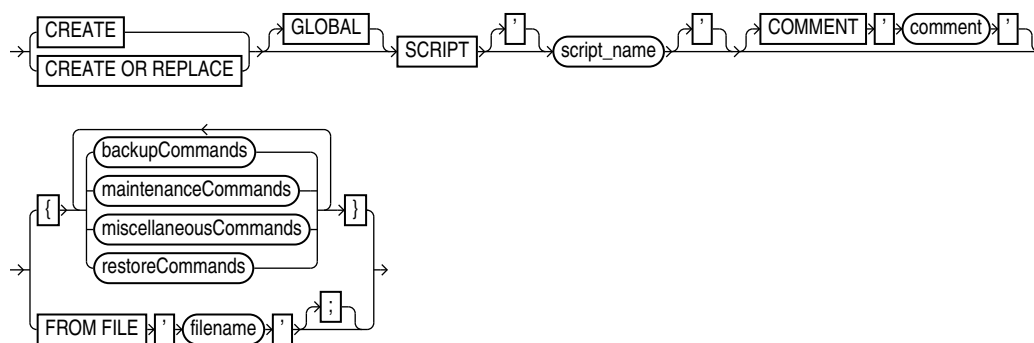 CREATE GLOBAL ' ' COMMENT ' comment '
SCRIPT script_name
CREATE OR REPLACE
backupCommands
maintenanceCommands
{ }
miscellaneousCommands
restoreCommands
;
FROM FILE ' filename '